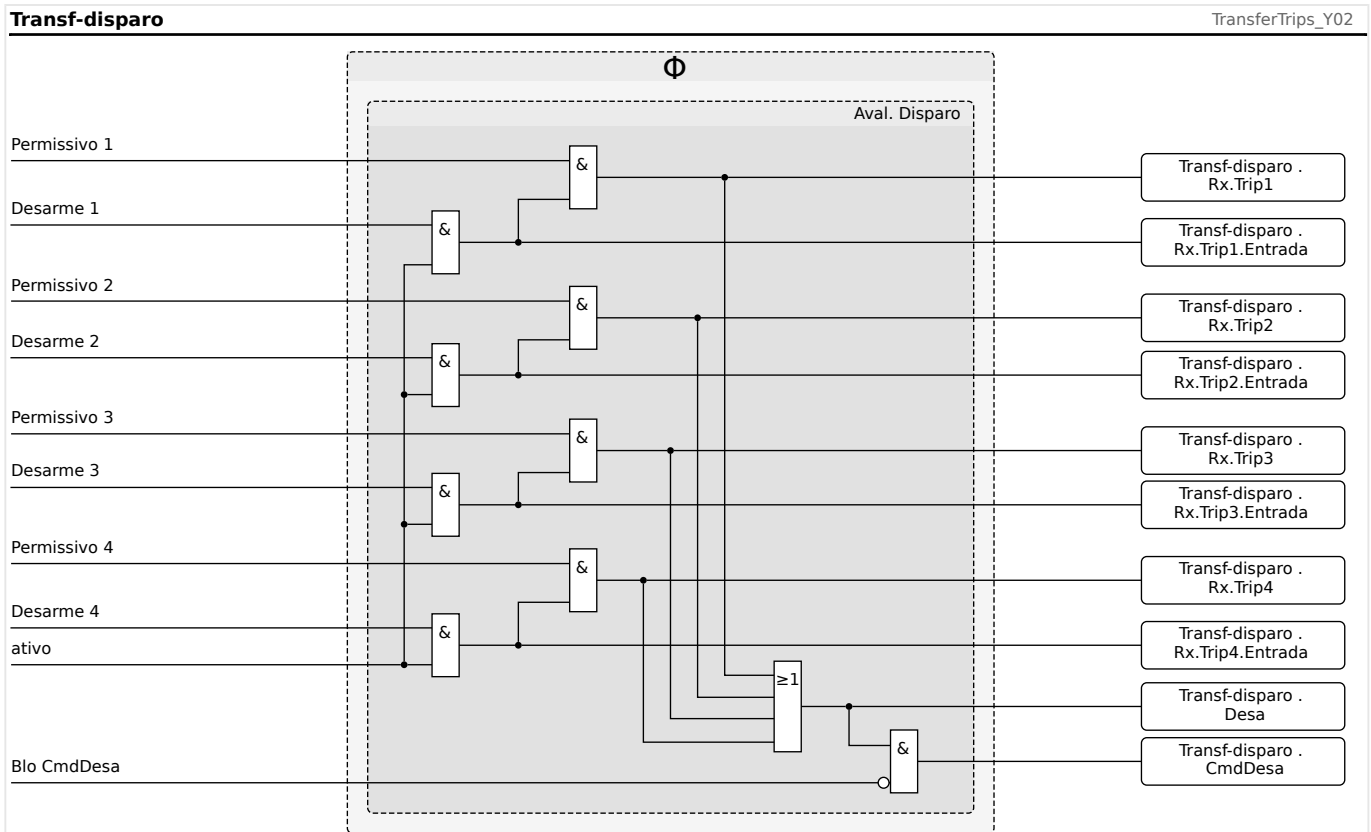 Transf-disparo
TransferTrips_Y02
Φ
Aval. Disparo
Permissivo 1
&
Transf-disparo .
Rx.Trip1
Desarme 1
&
Transf-disparo .
Rx.Trip1.Entrada
Permissivo 2
&
Transf-disparo .
Rx.Trip2
Desarme 2
&
Transf-disparo .
Rx.Trip2.Entrada
Permissivo 3
&
Transf-disparo .
Rx.Trip3
Desarme 3
&
Transf-disparo .
Rx.Trip3.Entrada
Permissivo 4
&
Transf-disparo .
Rx.Trip4
Desarme 4
&
Transf-disparo .
Rx.Trip4.Entrada
ativo
≥1
Transf-disparo .
Desa
Blo CmdDesa
&
Transf-disparo .
CmdDesa